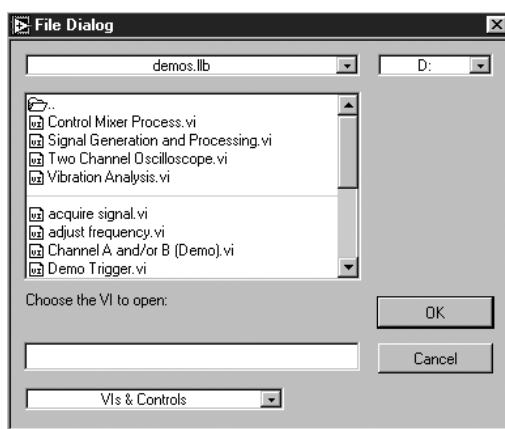 File Dialog
demos.llb
D:
..
Control Mixer Process.vi
Signal Generation and Processing.vi
Two Channel Oscilloscope.vi
Vibration Analysis.vi
acquire signal.vi
adjust frequency.vi
Channel A and/or B (Demo).vi
Demo Trigger.vi
Choose the VI to open:
OK
Cancel
VIs & Controls